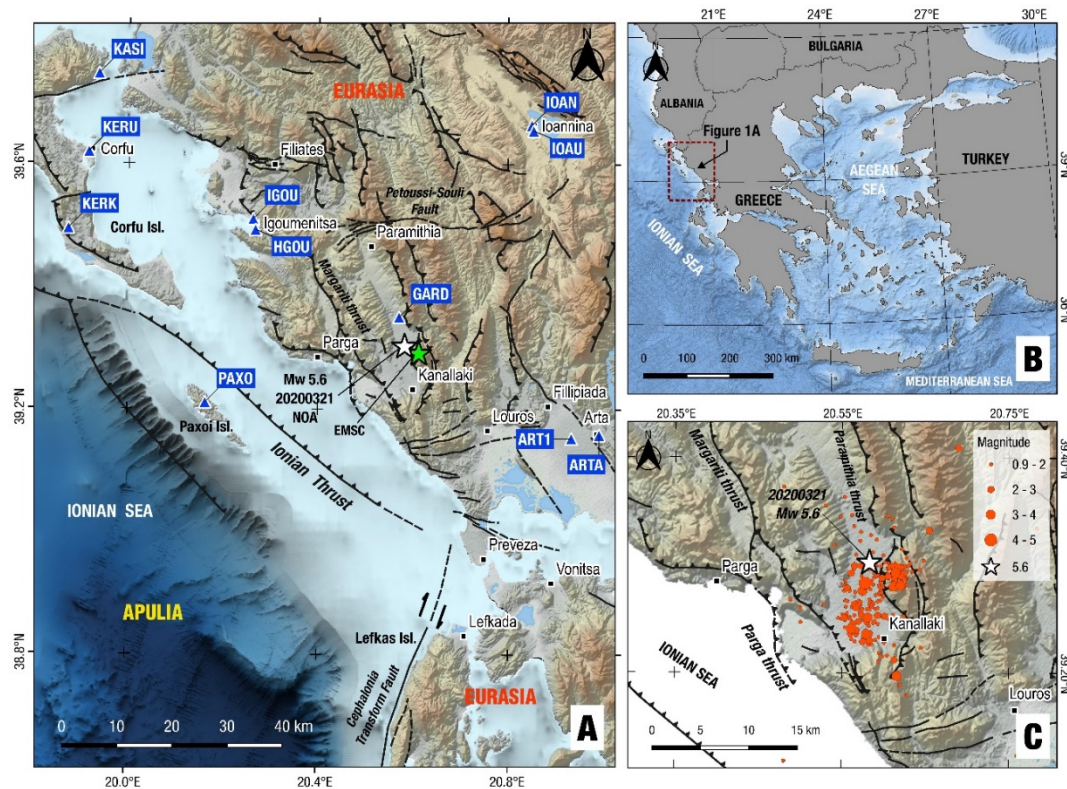 KASI
N
EURASIA
IOAN
Ioannina
IOAU
KERU
Corfu
39.6
Filiates
KERK
IGOU
Petoussi-Souli
Fault
Corfu Isl.
Igoumenitsa
Paramithia
HGOU
Margariti thrust
GARD
Parga
Mw 5.6
20200321
NOA
Kanallaki
EMSC
PAXO
Paxoi Isl.
Fillipiada
Louros
Arta
ART1
ARTA
39.2
Ionian Thrust
IONIAN SEA
Preveza
Vonitsa
APULIA
Lefkas Isl.
Lefkada
38.8
Cephalonia
Transform Fault
EURASIA
0 10 20 30 40 km
A
20.0 20.4 20.8
21°E 24°E 27°E 30°E
N
BULGARIA
ALBANIA
Figure 1A
39°N
TURKEY
AEGEAN
SEA
GREECE
IONIAN SEA
36°N
0 100 200 300 km
B
MEDITERRANEAN SEA
20.35 20.55 20.75
N
Margariti thrust
Paramithia thrust
39.40
Magnitude
0.9 - 2
2 - 3
3 - 4
4 - 5
5.6
20200321
Mw 5.6
Parga
Kanallaki
Parga thrust
IONIAN SEA
39.20
Louros
0 5 10 15 km
C